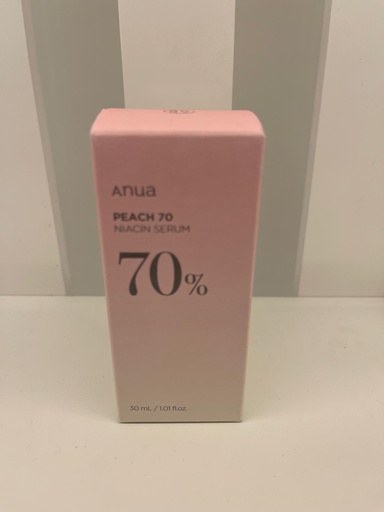 Anua
PEACH 70
NIACIN SERUM
70%
30 mL / 1.01 fl.oz.